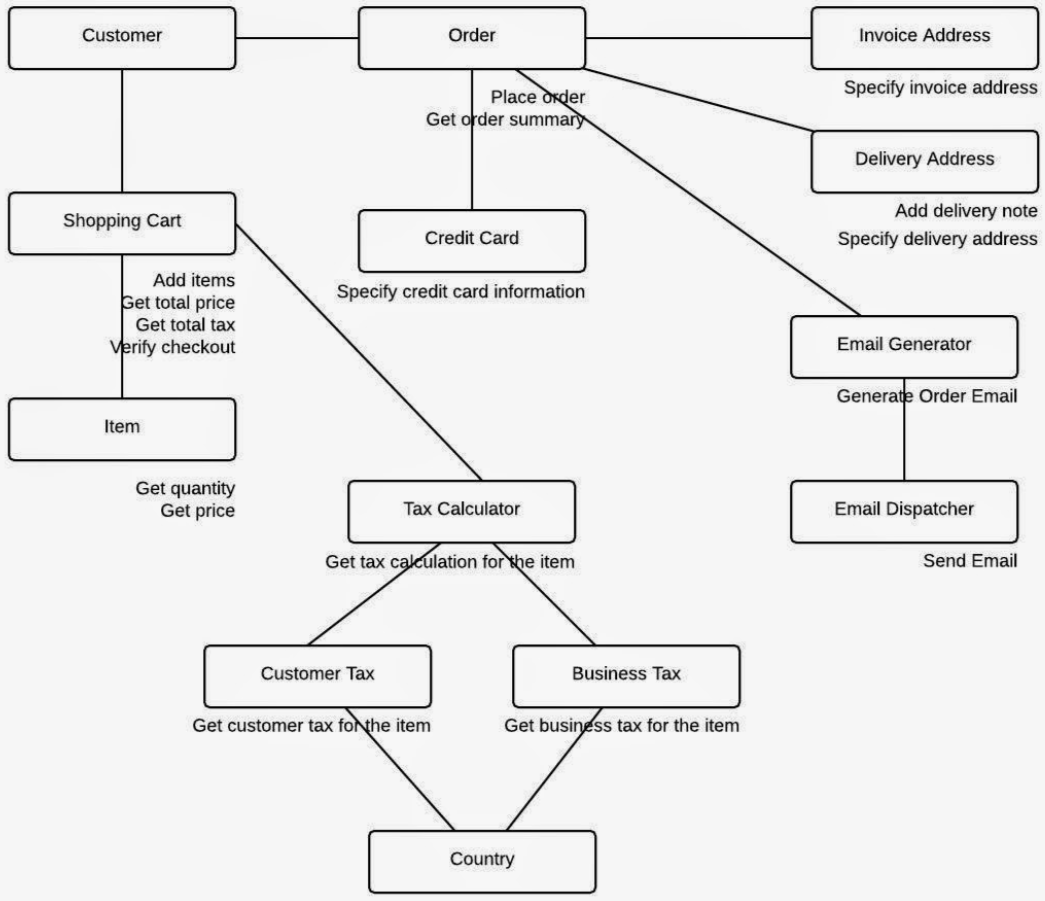 Customer
Order
Invoice Address
Specify invoice address
Place order
Get order summary
Delivery Address
Add delivery note
Specify delivery address
Shopping Cart
Add items
Get total price
Get total tax
Verify checkout
Credit Card
Specify credit card information
Email Generator
Generate Order Email
Item
Get quantity
Get price
Tax Calculator
Get tax calculation for the item
Email Dispatcher
Send Email
Customer Tax
Get customer tax for the item
Business Tax
Get business tax for the item
Country